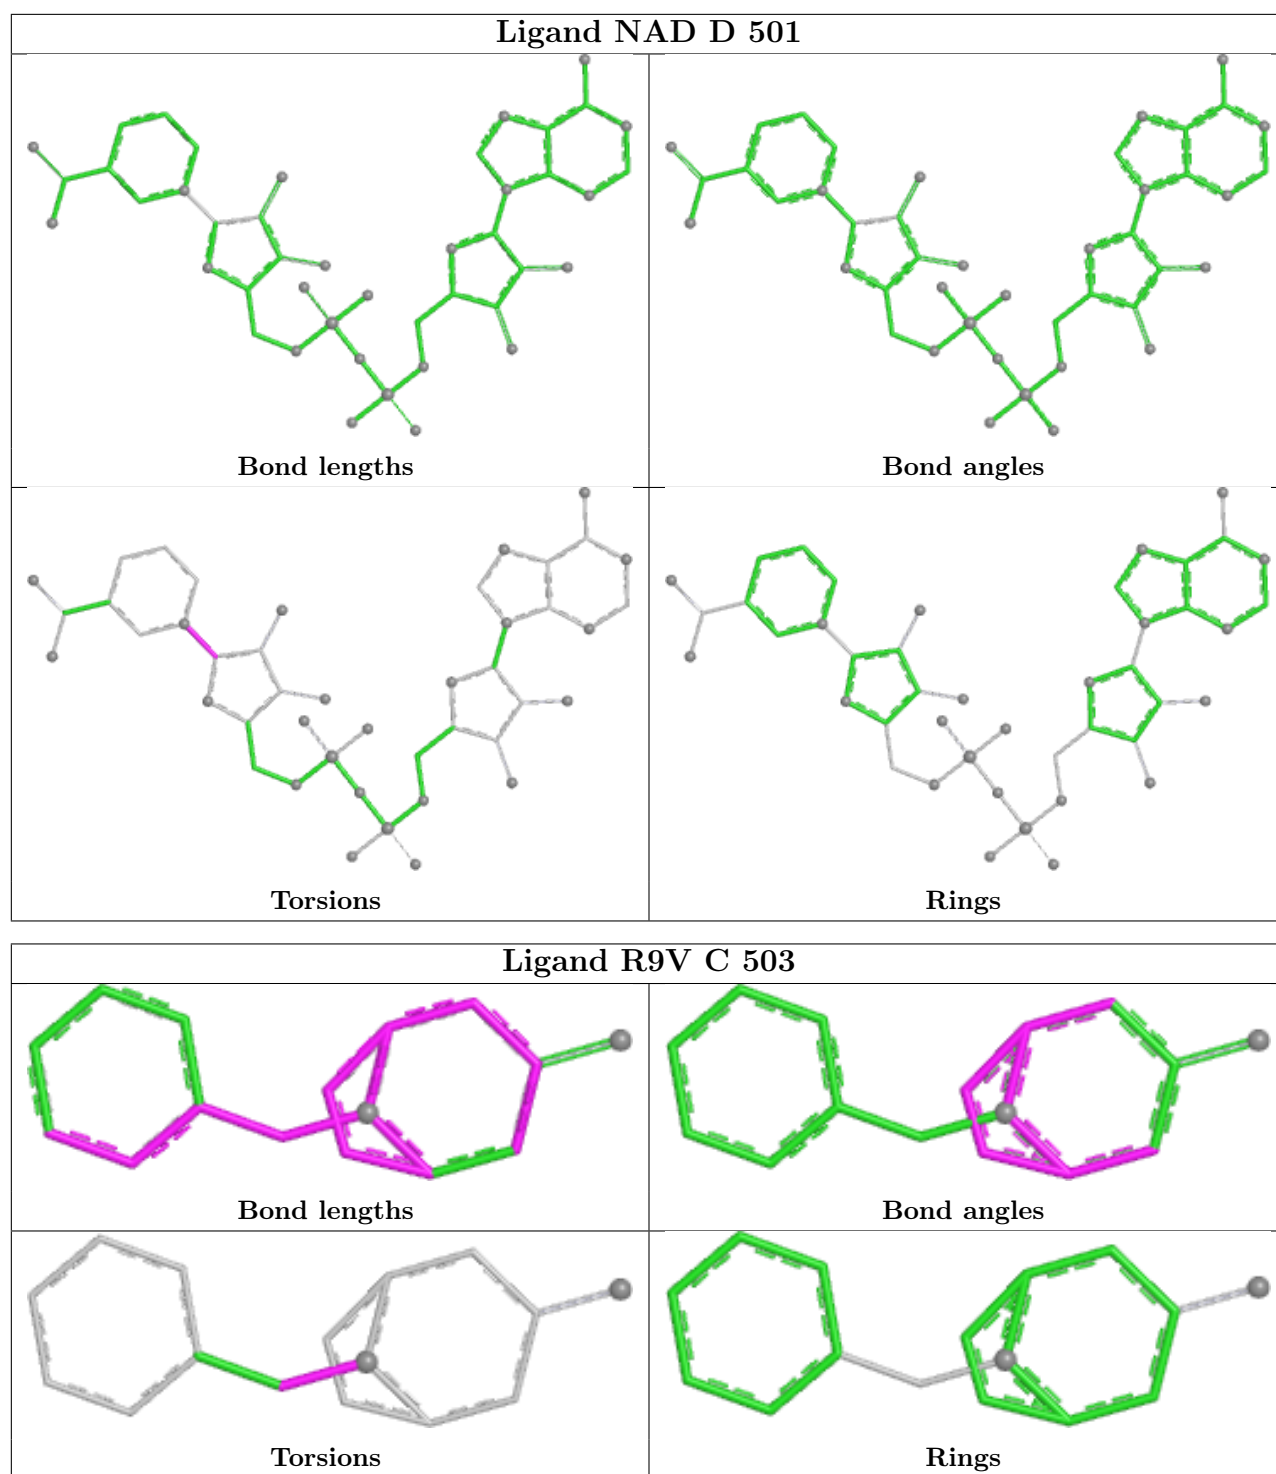 Ligand NAD D 501
Bond lengths
Bond angles
Torsions
Rings
Ligand R9V C 503
Bond lengths
Bond angles
Torsions
Rings